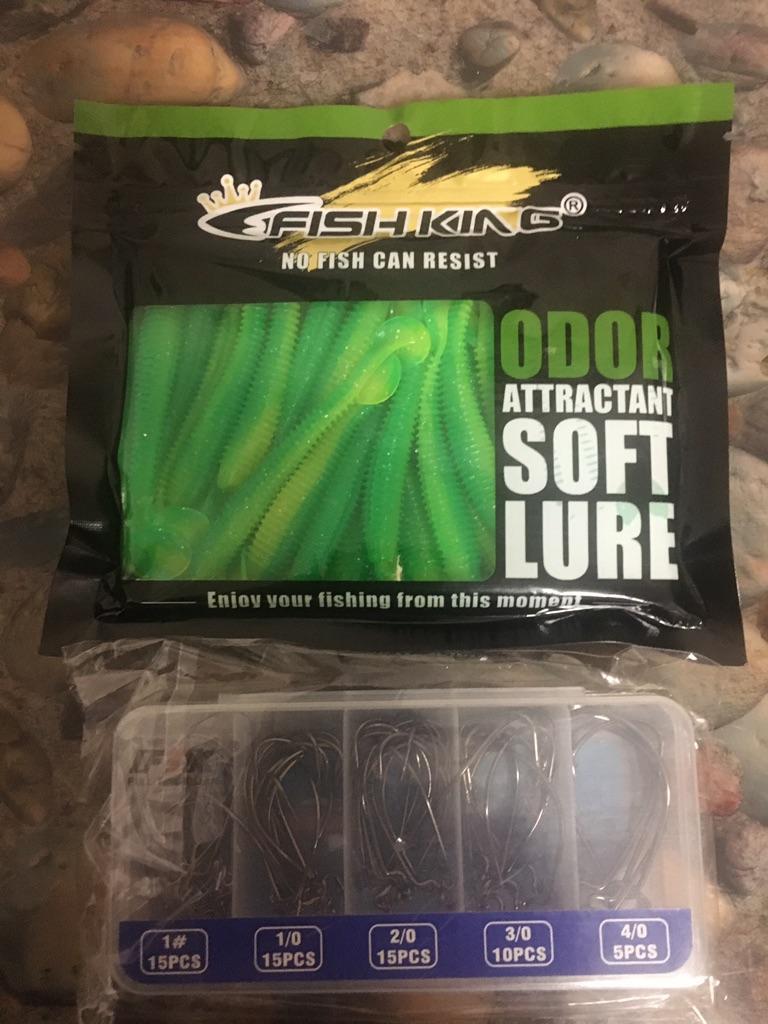 FISH KING®
NO FISH CAN RESIST
ODOR
ATTRACTANT
SOFT
LURE
Enjoy your fishing from this moment
1# 1/0 2/0 3/0 4/0
15PCS 15PCS 15PCS 10PCS 5PCS